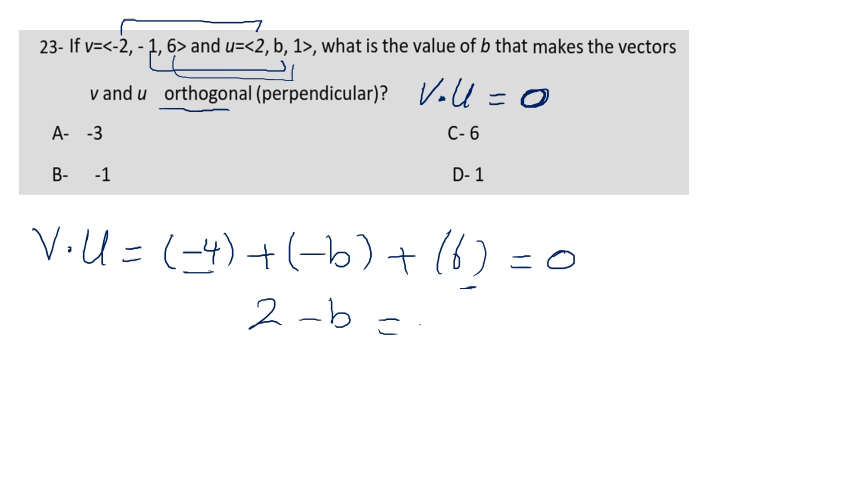 23- If v=<-2, - 1, 6> and u=<2, b, 1>, what is the value of b that makes the vectors
v and u orthogonal (perpendicular)? V·U = 0
A- -3 C- 6
B- -1 D- 1
V·U = (-4) + (-b) + (6) = 0
2 - b =